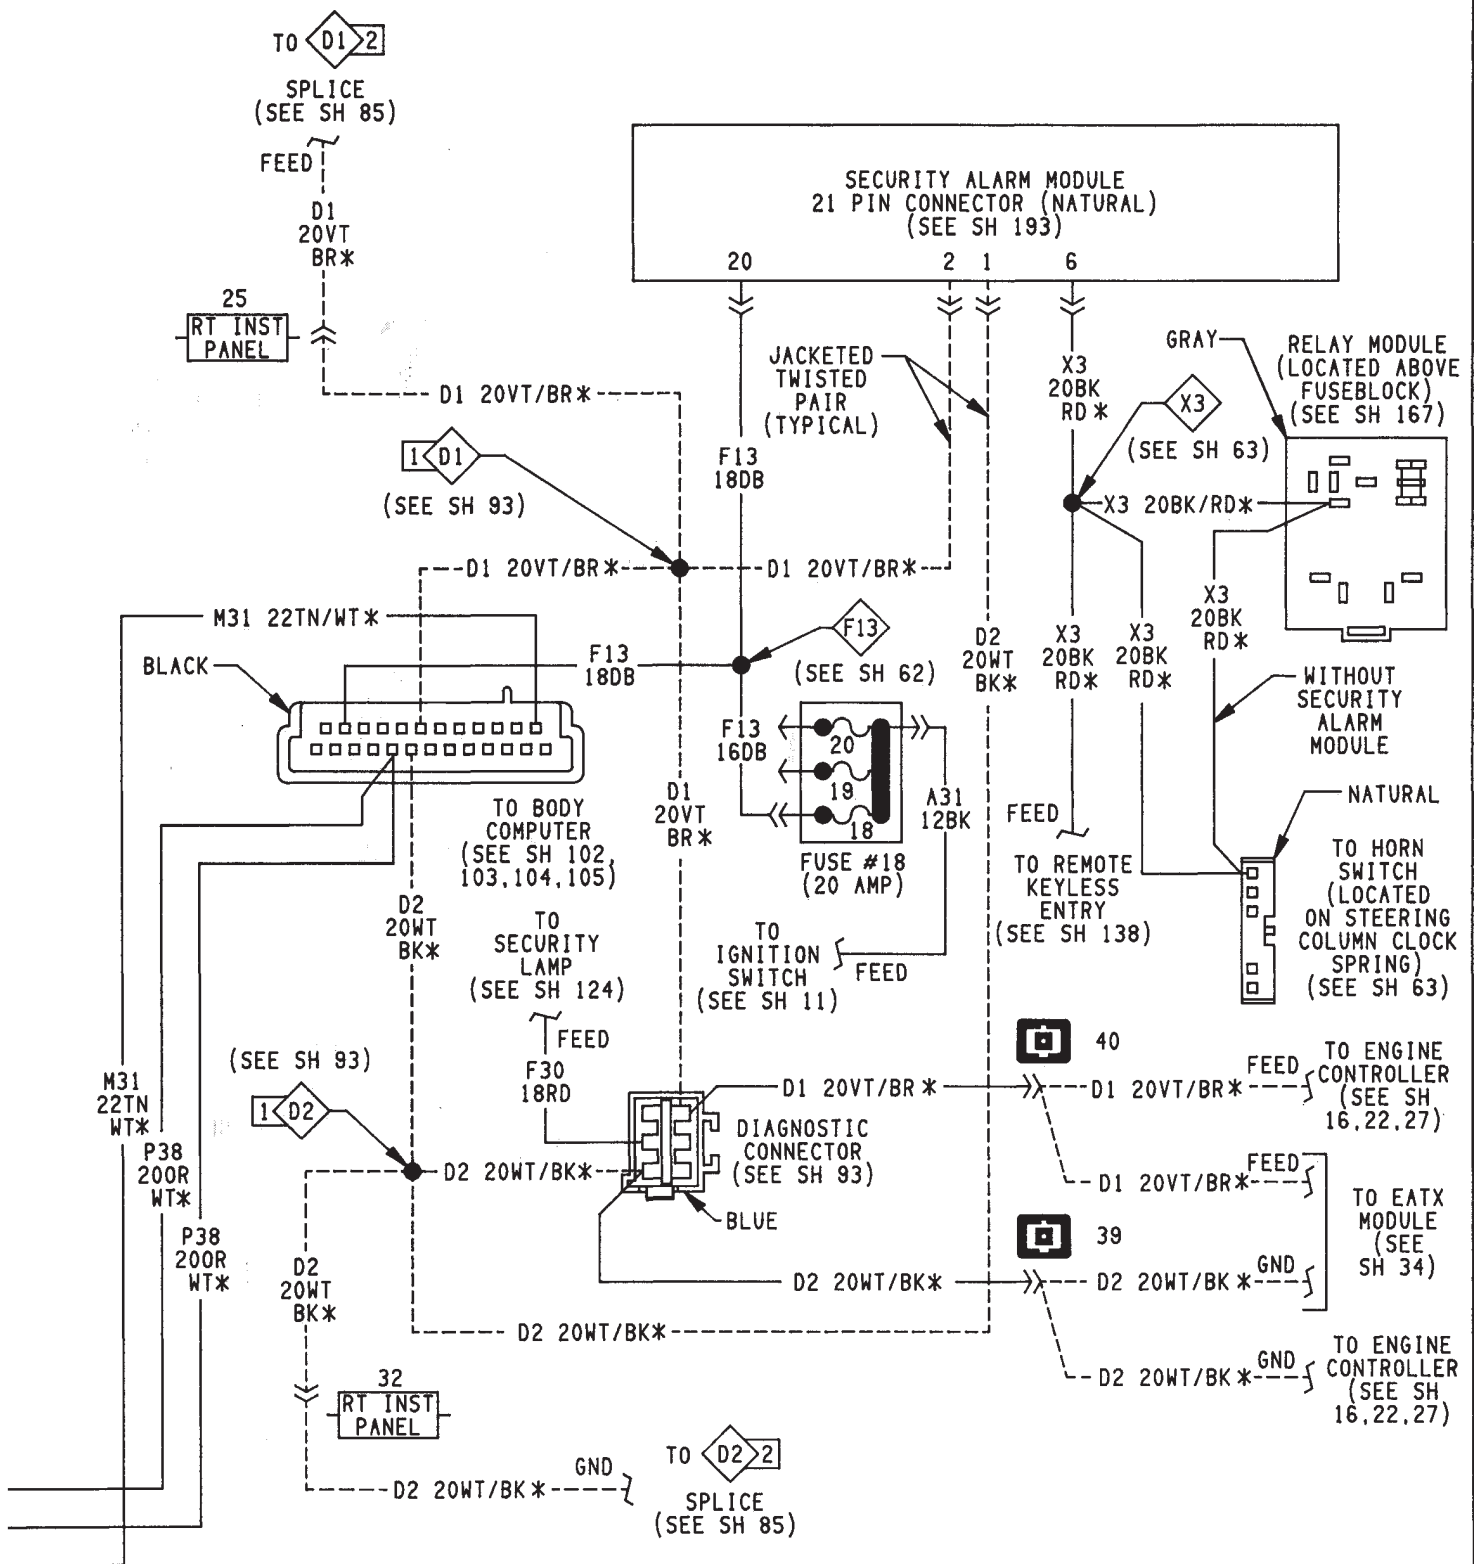 TO D1 2
SPLICE
(SEE SH 85)
FEED
D1
20VT
BR*
25
RT INST
PANEL
D1 20VT/BR*
1 D1
(SEE SH 93)
SECURITY ALARM MODULE
21 PIN CONNECTOR (NATURAL)
(SEE SH 193)
20 2 1 6
JACKETED
TWISTED
PAIR
(TYPICAL)
F13
18DB
X3
20BK
RD*
X3
(SEE SH 63)
GRAY
RELAY MODULE
(LOCATED ABOVE
FUSEBLOCK)
(SEE SH 167)
X3 20BK/RD*
D1 20VT/BR*
D1 20VT/BR*
M31 22TN/WT*
BLACK
F13
18DB
F13
(SEE SH 62)
D2
20WT
BK*
X3
20BK
RD*
X3
20BK
RD*
X3
20BK
RD*
WITHOUT
SECURITY
ALARM
MODULE
F13
16DB
20
19
18
FUSE #18
(20 AMP)
A31
12BK
D1
20VT
BR*
TO BODY
COMPUTER
(SEE SH 102,
103,104,105)
FEED
TO REMOTE
KEYLESS
ENTRY
(SEE SH 138)
NATURAL
TO HORN
SWITCH
(LOCATED
ON STEERING
COLUMN CLOCK
SPRING)
(SEE SH 63)
D2
20WT
BK*
TO
SECURITY
LAMP
(SEE SH 124)
FEED
TO
IGNITION
SWITCH
(SEE SH 11)
FEED
F30
18RD
(SEE SH 93)
1 D2
M31
22TN
WT*
P38
20OR
WT*
P38
20OR
WT*
D2 20WT/BK*
DIAGNOSTIC
CONNECTOR
(SEE SH 93)
BLUE
40
D1 20VT/BR*
D1 20VT/BR*
FEED
TO ENGINE
CONTROLLER
(SEE SH
16,22,27)
D1 20VT/BR*
FEED
TO EATX
MODULE
(SEE
SH 34)
39
D2 20WT/BK*
D2 20WT/BK*
GND
D2 20WT/BK*
D2 20WT/BK*
GND
TO ENGINE
CONTROLLER
(SEE SH
16,22,27)
D2
20WT
BK*
32
RT INST
PANEL
D2 20WT/BK*
GND
TO D2 2
SPLICE
(SEE SH 85)